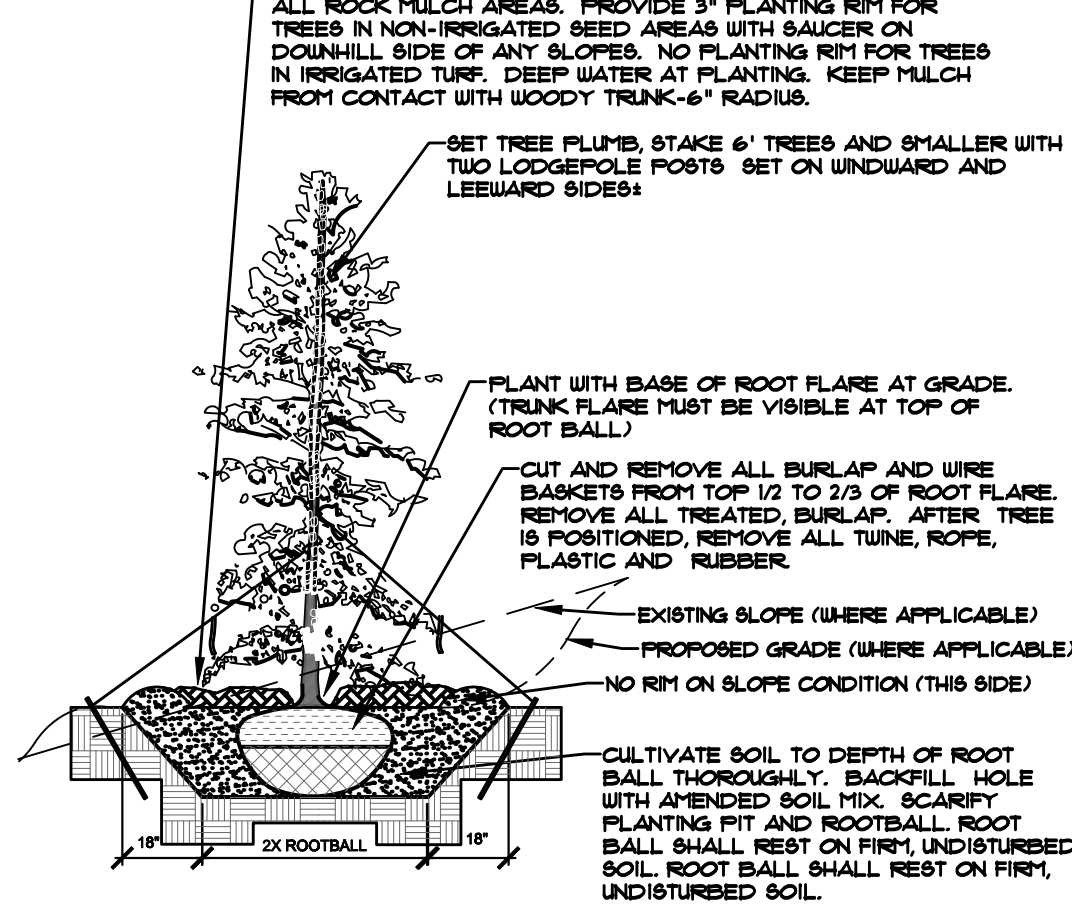 ALL ROCK MULCH AREAS. PROVIDE 3" PLANTING RIM FOR
TREES IN NON-IRRIGATED SEED AREAS WITH SAUCER ON
DOWNHILL SIDE OF ANY SLOPES. NO PLANTING RIM FOR TREES
IN IRRIGATED TURF. DEEP WATER AT PLANTING. KEEP MULCH
FROM CONTACT WITH WOODY TRUNK-6" RADIUS.
SET TREE PLUMB, STAKE 6' TREES AND SMALLER WITH
TWO LODGEPOLE POSTS SET ON WINDWARD AND
LEEWARD SIDES±
PLANT WITH BASE OF ROOT FLARE AT GRADE.
(TRUNK FLARE MUST BE VISIBLE AT TOP OF
ROOT BALL)
CUT AND REMOVE ALL BURLAP AND WIRE
BASKETS FROM TOP 1/2 TO 2/3 OF ROOT FLARE.
REMOVE ALL TREATED, BURLAP. AFTER TREE
IS POSITIONED, REMOVE ALL TWINE, ROPE,
PLASTIC AND RUBBER.
EXISTING SLOPE (WHERE APPLICABLE)
PROPOSED GRADE (WHERE APPLICABLE)
NO RIM ON SLOPE CONDITION (THIS SIDE)
CULTIVATE SOIL TO DEPTH OF ROOT
BALL THOROUGHLY. BACKFILL HOLE
WITH AMENDED SOIL MIX. SCARIFY
PLANTING PIT AND ROOTBALL. ROOT
BALL SHALL REST ON FIRM, UNDISTURBED
SOIL. ROOT BALL SHALL REST ON FIRM,
UNDISTURBED SOIL.
18"
2X ROOTBALL
18"